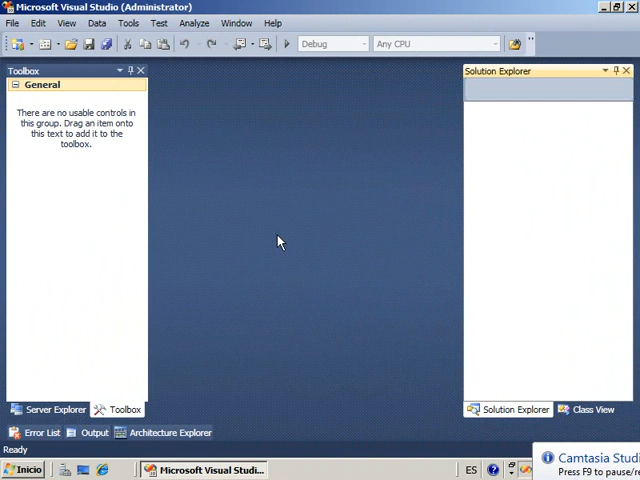 Microsoft Visual Studio (Administrator)
File Edit View Data Tools Test Analyze Window Help
Debug Any CPU
Toolbox
General
There are no usable controls in
this group. Drag an item onto
this text to add it to the
toolbox.
Solution Explorer
Server Explorer Toolbox
Solution Explorer Class View
Error List Output Architecture Explorer
Ready
Inicio Microsoft Visual Studi... ES
Camtasia Studi
Press F9 to pause/re